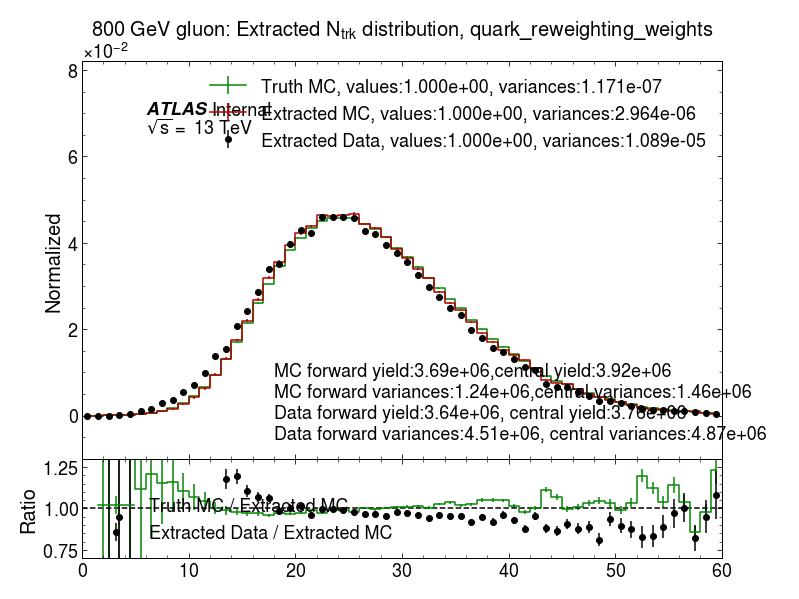 800 GeV gluon: Extracted N_trk distribution, quark_reweighting_weights
×10⁻²
Truth MC, values:1.000e+00, variances:1.171e-07
ATLAS Internal
Extracted MC, values:1.000e+00, variances:2.964e-06
√s = 13 TeV
Extracted Data, values:1.000e+00, variances:1.089e-05
8
6
4
2
0
Normalized
MC forward yield:3.69e+06,central yield:3.92e+06
MC forward variances:1.24e+06,central variances:1.46e+06
Data forward yield:3.64e+06, central yield:3.78e+06
Data forward variances:4.51e+06, central variances:4.87e+06
1.25
1.00
0.75
Ratio
Truth MC / Extracted MC
Extracted Data / Extracted MC
0 10 20 30 40 50 60